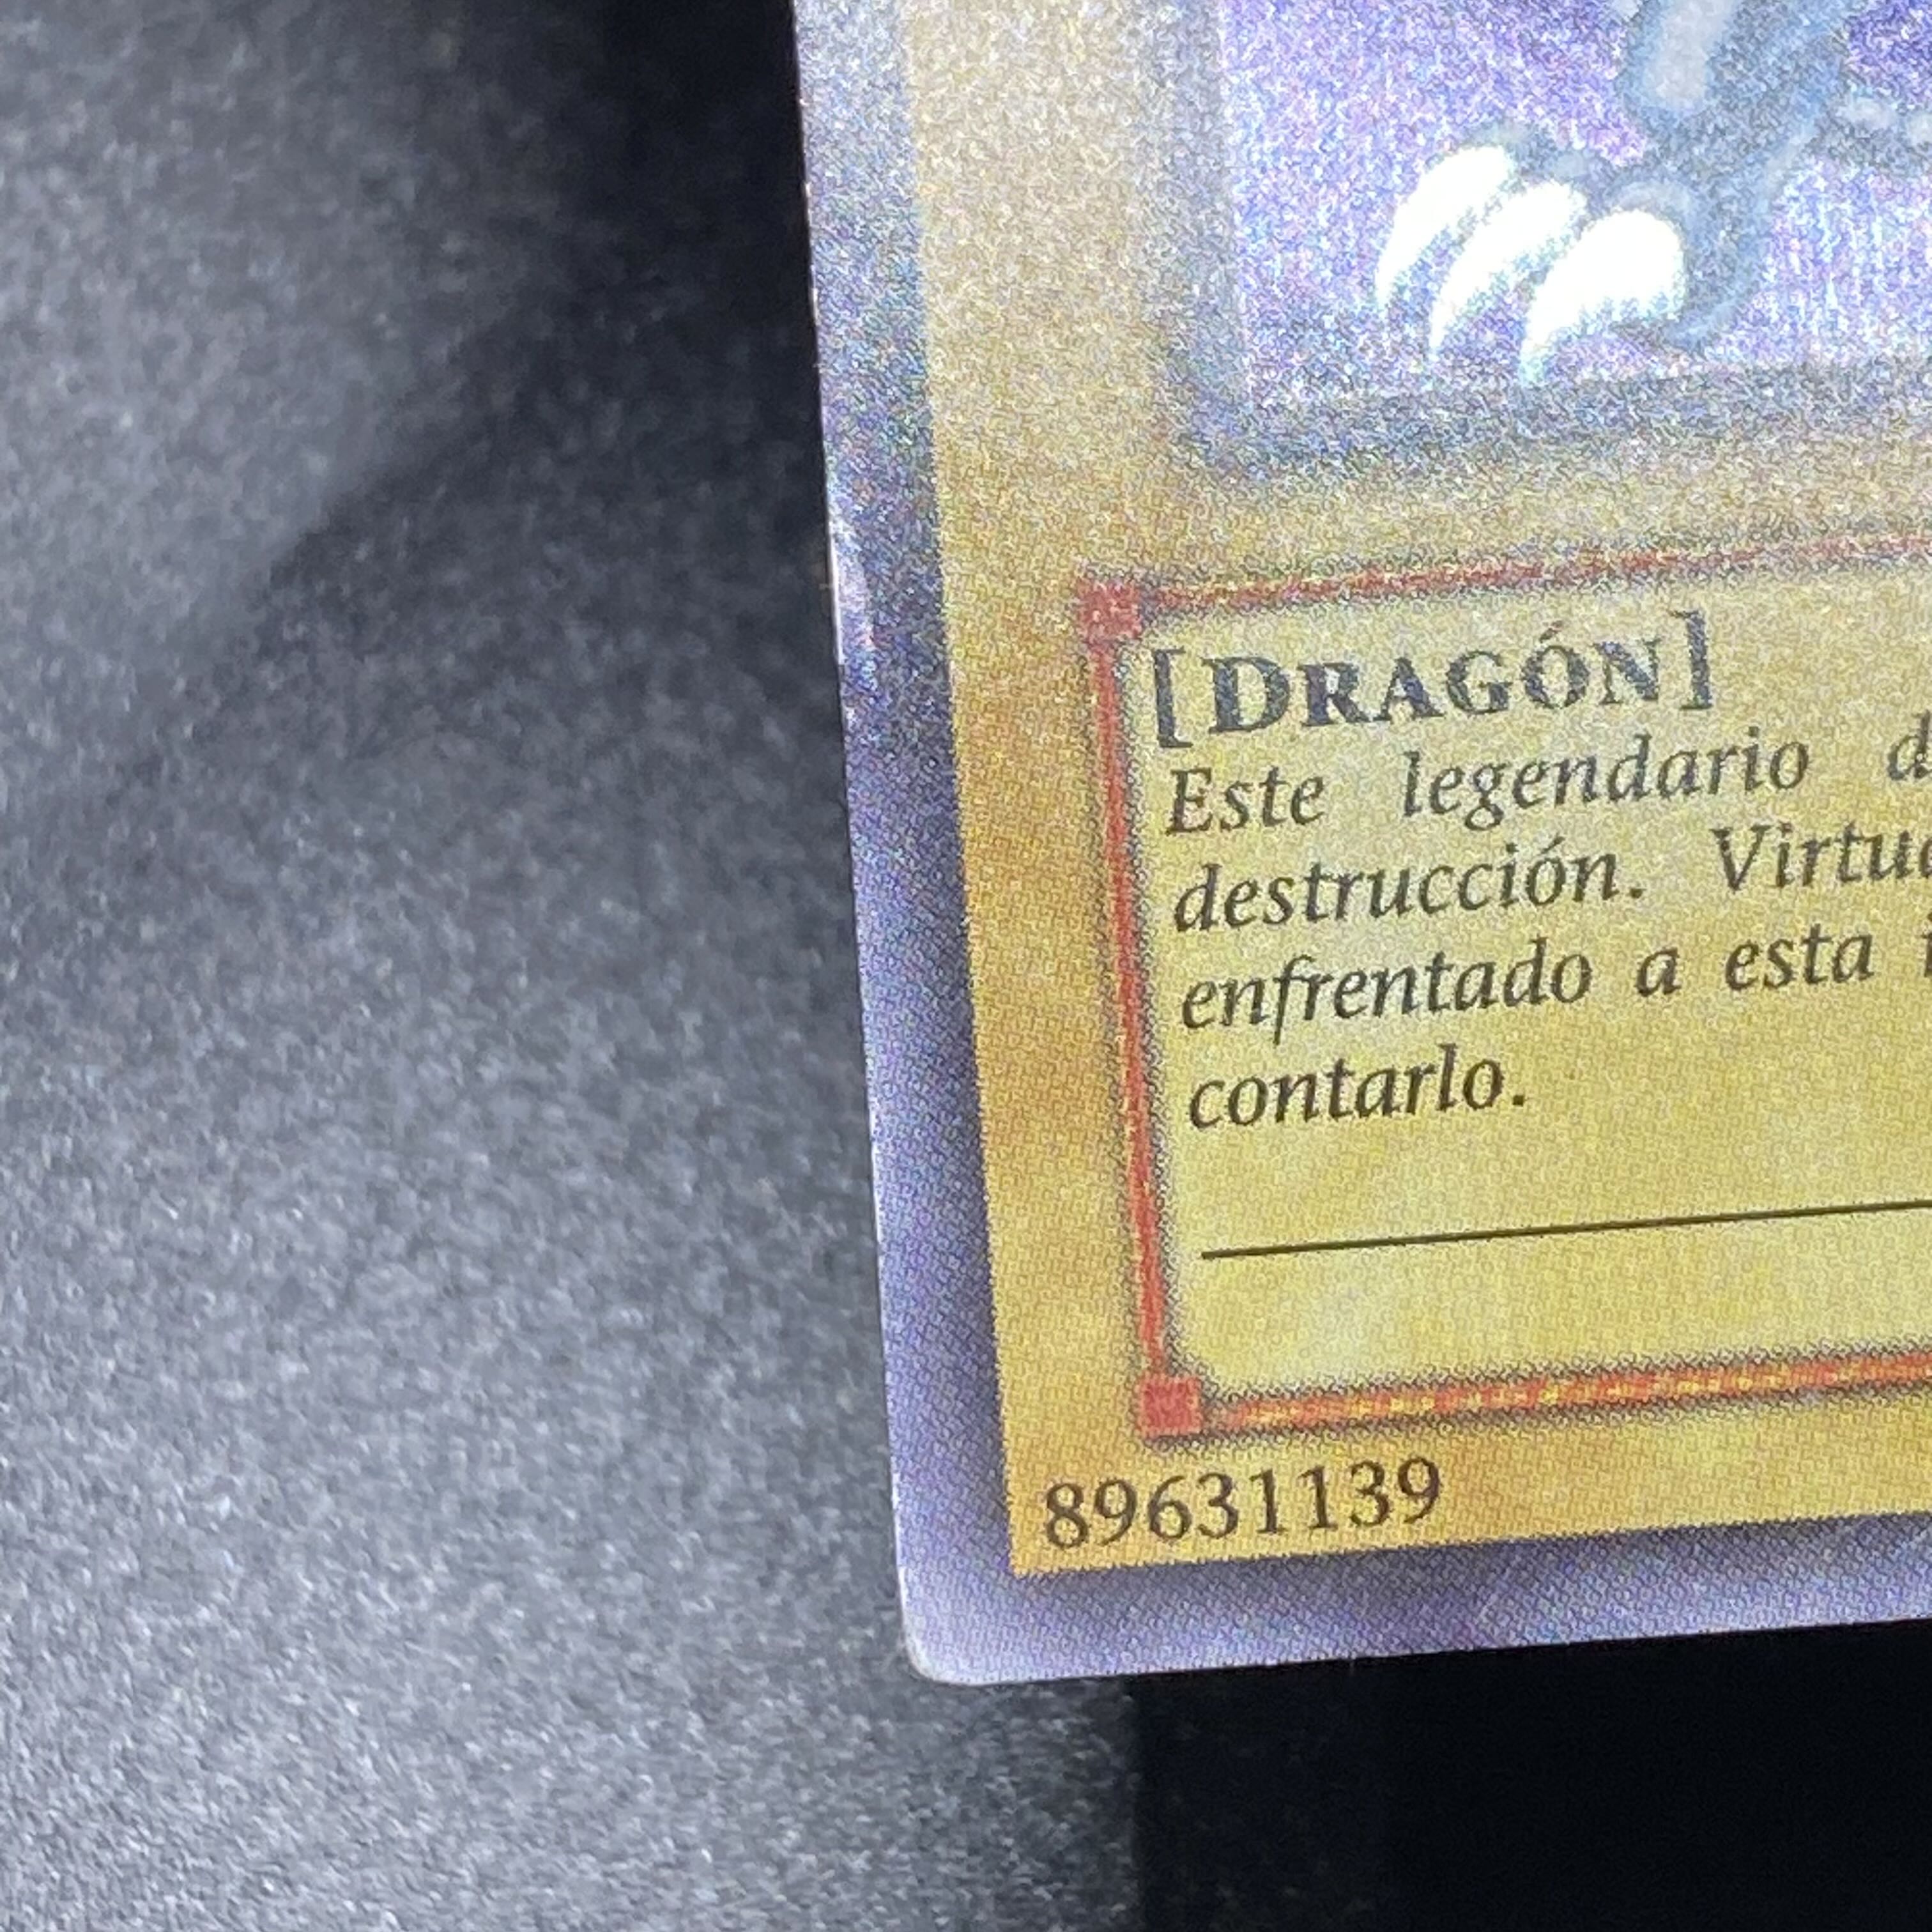 [DRAGÓN]
Este legendario
destrucción.
enfrentado a esta
contarlo.
89631139